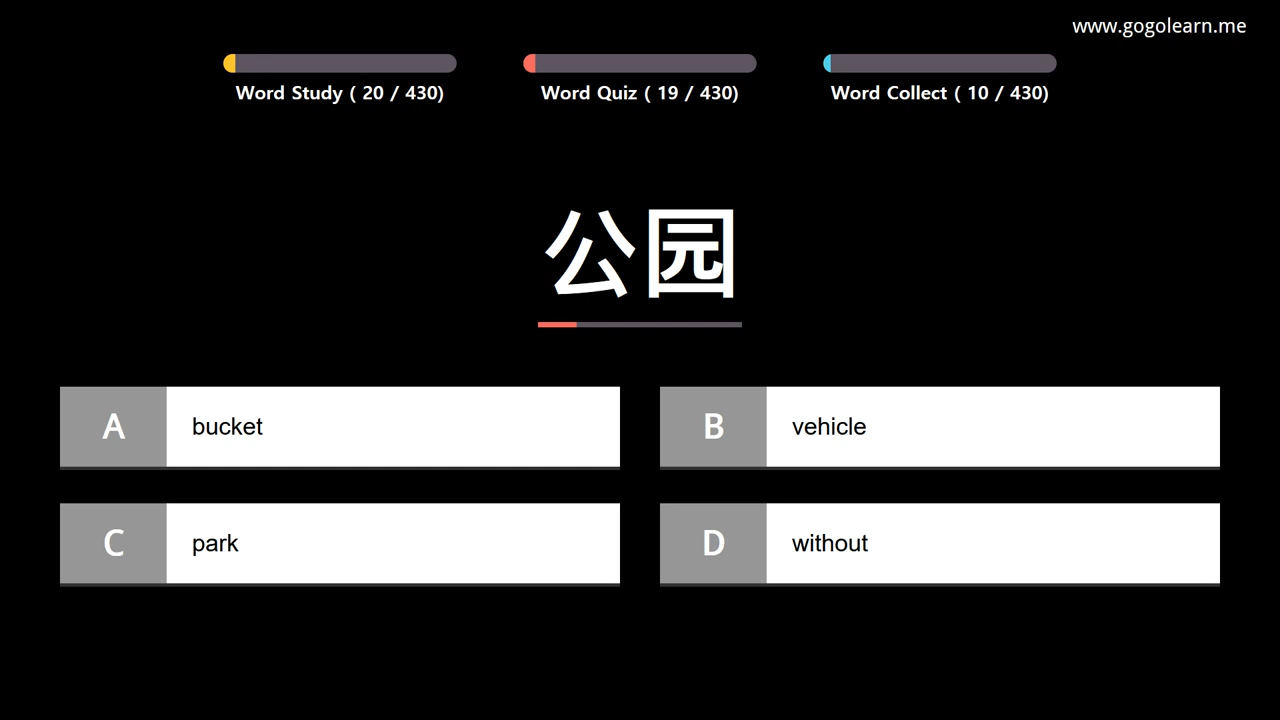 www.gogolearn.me
Word Study ( 20 / 430)
Word Quiz ( 19 / 430)
Word Collect ( 10 / 430)
公园
A bucket
B vehicle
C park
D without